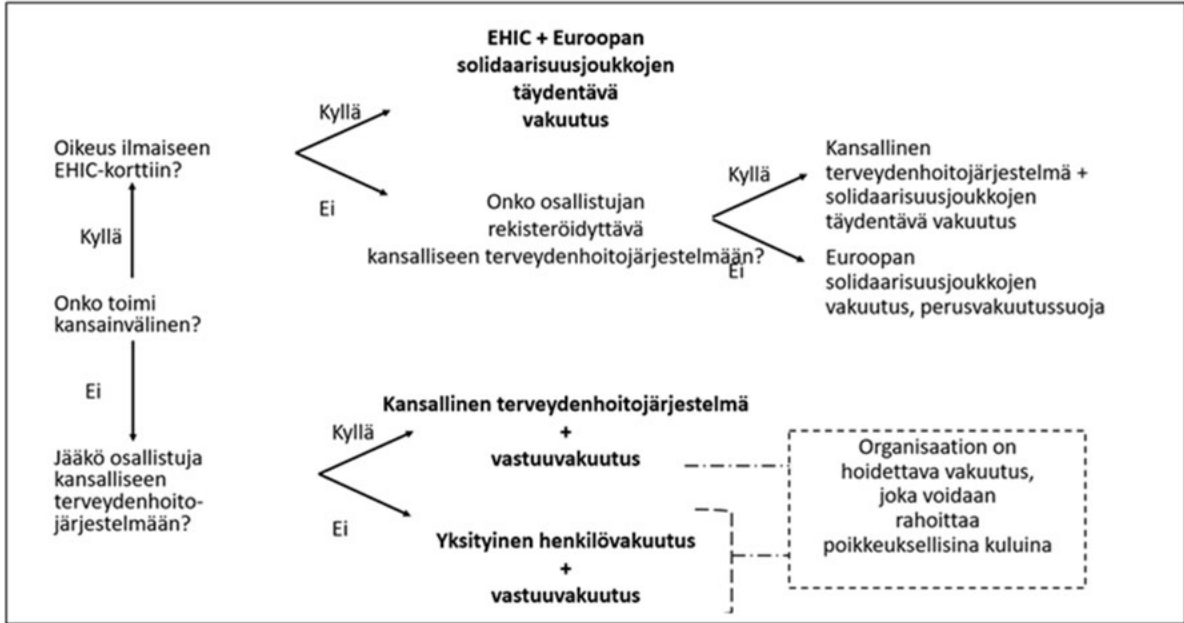 EHIC + Euroopan
solidaarisuusjoukkojen
täydentävä
vakuutus
Kyllä
Oikeus ilmaiseen
EHIC-korttiin?
Ei
Onko osallistujan
rekisteröidyttävä
kansalliseen terveydenhoitojärjestelmään?
Kyllä
Kansallinen
terveydenhoitojärjestelmä +
solidaarisuusjoukkojen
täydentävä vakuutus
Ei
Euroopan
solidaarisuusjoukkojen
vakuutus, perusvakuutussuoja
Kyllä
Onko toimi
kansainvälinen?
Ei
Jääkö osallistuja
kansalliseen
terveydenhoito-
järjestelmään?
Kyllä
Kansallinen terveydenhoitojärjestelmä
+
vastuuvakuutus
Ei
Yksityinen henkilövakuutus
+
vastuuvakuutus
Organisaation on
hoidettava vakuutus,
joka voidaan
rahoittaa
poikkeuksellisina kuluina